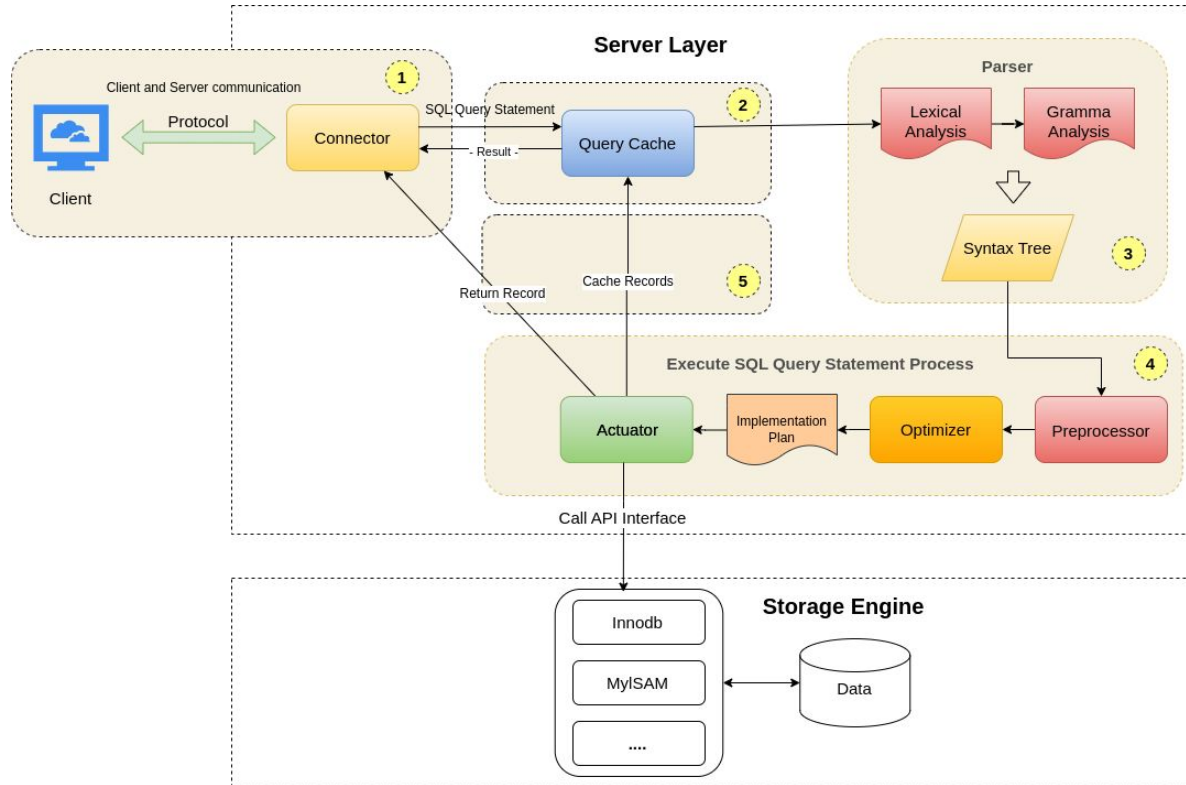 Server Layer
1
Client and Server communication
Protocol
Client
Connector
SQL Query Statement
- Result -
2
Query Cache
Parser
Lexical
Analysis
Gramma
Analysis
Syntax Tree
3
5
Return Record
Cache Records
Execute SQL Query Statement Process
4
Actuator
Implementation
Plan
Optimizer
Preprocessor
Call API Interface
Storage Engine
Innodb
MylSAM
....
Data